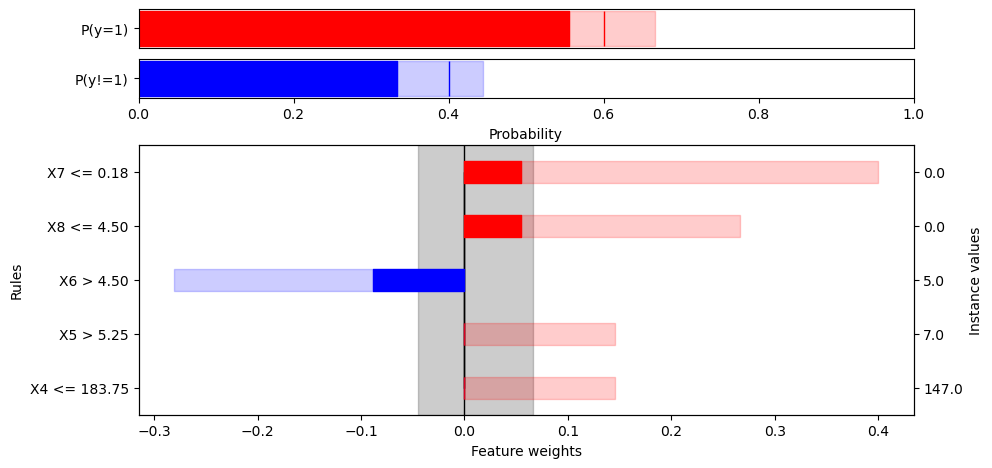 P(y=1)
P(y!=1)
0.0 0.2 0.4 0.6 0.8 1.0
Probability
X7 <= 0.18 0.0
X8 <= 4.50 0.0
X6 > 4.50 5.0
X5 > 5.25 7.0
X4 <= 183.75 147.0
Rules
Instance values
−0.3 −0.2 −0.1 0.0 0.1 0.2 0.3 0.4
Feature weights